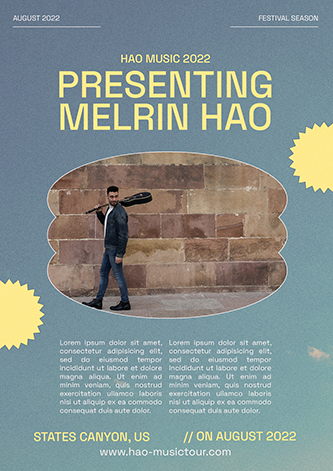 AUGUST 2022
FESTIVAL SEASON
HAO MUSIC 2022
PRESENTING
MELRIN HAO
Lorem ipsum dolor sit amet,
consectetur adipisicing elit,
sed do eiusmod tempor
incididunt ut labore et dolore
magna aliqua. Ut enim ad
minim veniam, quis nostrud
exercitation ullamco laboris
nisi ut aliquip ex ea commodo
consequat. Duis aute dolor.
Lorem ipsum dolor sit amet,
consectetur adipisicing elit,
sed do eiusmod tempor
incididunt ut labore et dolore
magna aliqua. Ut enim ad
minim veniam, quis nostrud
exercitation ullamco laboris
nisi ut aliquip ex ea commodo
consequat. Duis aute dolor.
STATES CANYON, US
// ON AUGUST 2022
www.hao-musictour.com